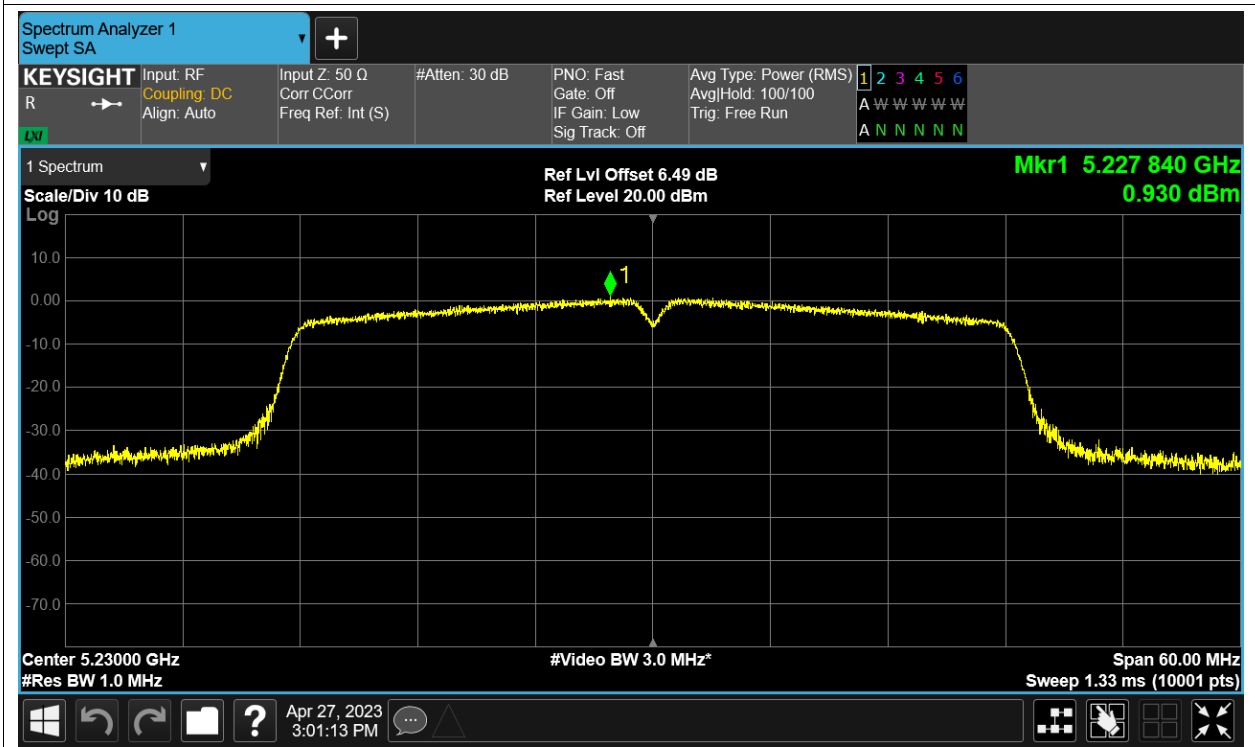 Spectrum Analyzer 1
Swept SA
+
KEYSIGHT
R
LXI
Input: RF
Coupling: DC
Align: Auto
Input Z: 50 Ω
Corr CCorr
Freq Ref: Int (S)
#Atten: 30 dB
PNO: Fast
Gate: Off
IF Gain: Low
Sig Track: Off
Avg Type: Power (RMS)
Avg|Hold: 100/100
Trig: Free Run
1 2 3 4 5 6
A W W W W W
A N N N N N
1 Spectrum
Scale/Div 10 dB
Log
Ref Lvl Offset 6.49 dB
Ref Level 20.00 dBm
Mkr1 5.227 840 GHz
0.930 dBm
1
10.0
0.00
-10.0
-20.0
-30.0
-40.0
-50.0
-60.0
-70.0
Center 5.23000 GHz
#Res BW 1.0 MHz
#Video BW 3.0 MHz*
Span 60.00 MHz
Sweep 1.33 ms (10001 pts)
?
Apr 27, 2023
3:01:13 PM